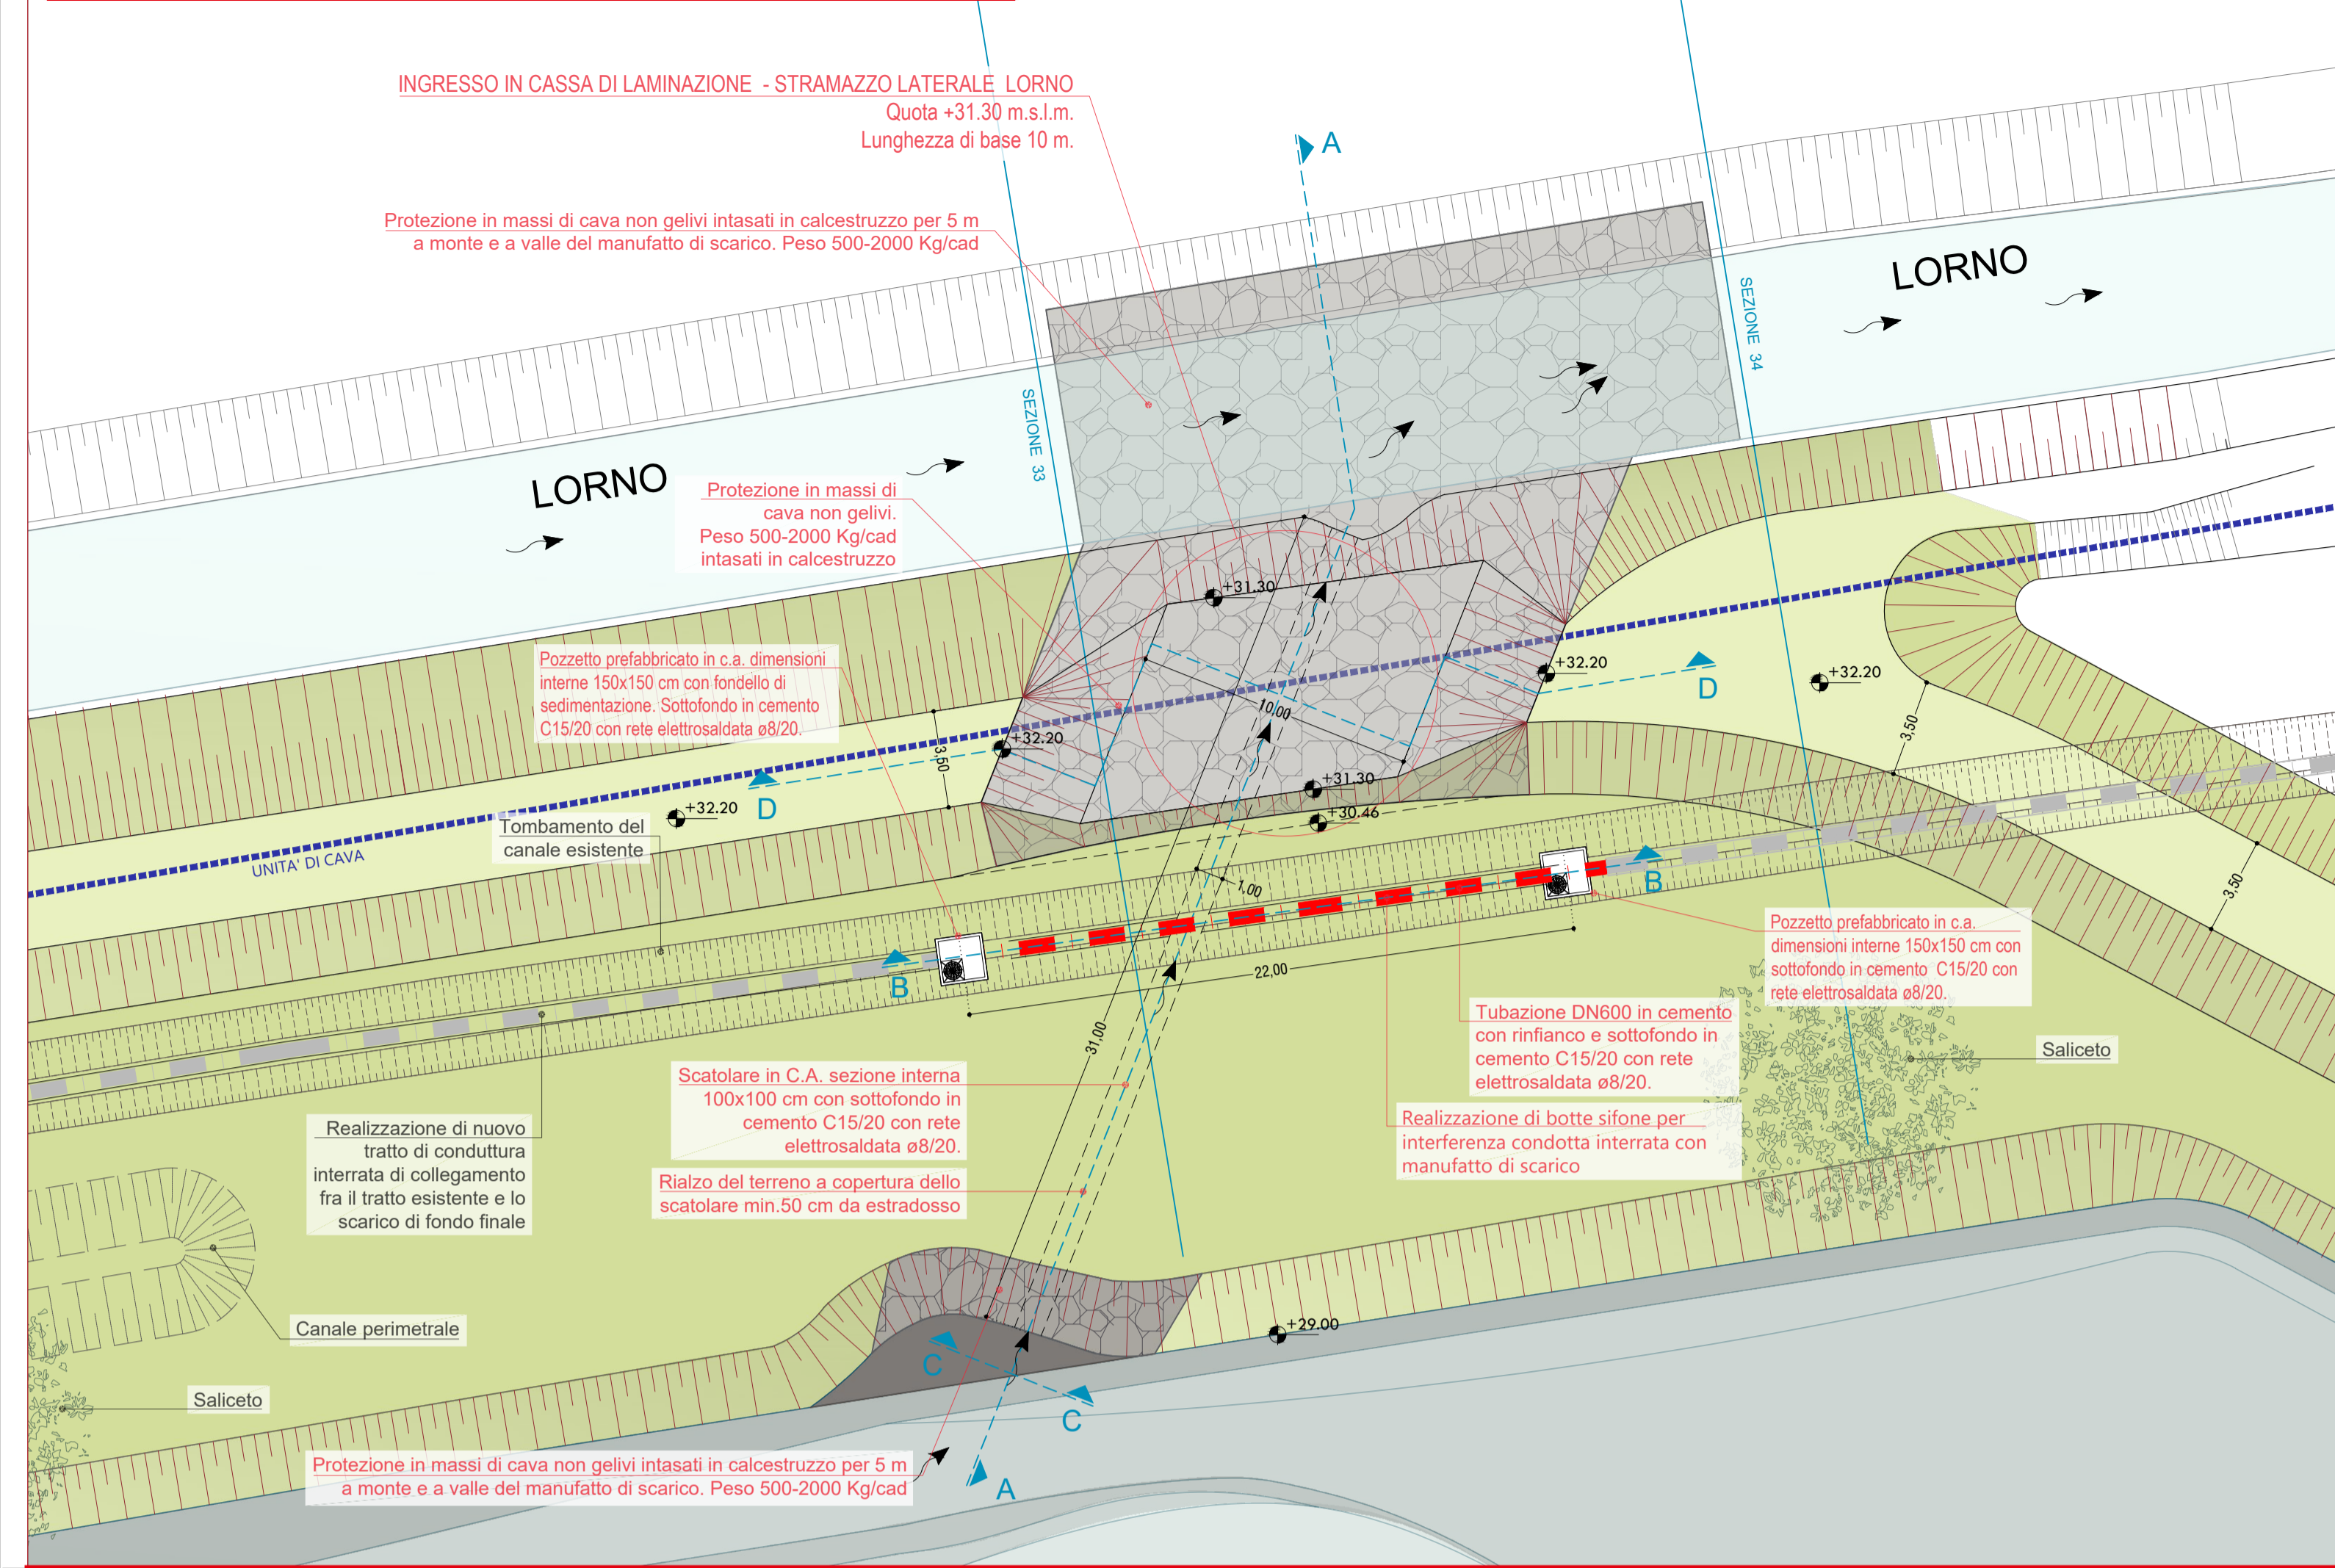 INGRESSO IN CASSA DI LAMINAZIONE - STRAMAZZO LATERALE LORNO
Quota +31.30 m.s.l.m.
Lunghezza di base 10 m.
A
Protezione in massi di cava non gelivi intasati in calcestruzzo per 5 m
a monte e a valle del manufatto di scarico. Peso 500-2000 Kg/cad
LORNO
SEZIONE 34
SEZIONE 33
LORNO
Protezione in massi di
cava non gelivi.
Peso 500-2000 Kg/cad
intasati in calcestruzzo
+31.30
Pozzetto prefabbricato in c.a. dimensioni
interne 150x150 cm con fondello di
sedimentazione. Sottofondo in cemento
C15/20 con rete elettrosaldata ø8/20.
+32.20
D
+32.20
10,00
3,50
+32.20
3,50
D
+32.20
+31.30
+30.46
Tombamento del
canale esistente
UNITA' DI CAVA
1,00
B
3,50
B
22,00
Pozzetto prefabbricato in c.a.
dimensioni interne 150x150 cm con
sottofondo in cemento C15/20 con
rete elettrosaldata ø8/20.
31,00
Tubazione DN600 in cemento
con rinfianco e sottofondo in
cemento C15/20 con rete
elettrosaldata ø8/20.
Saliceto
Scatolare in C.A. sezione interna
100x100 cm con sottofondo in
cemento C15/20 con rete
elettrosaldata ø8/20.
Realizzazione di botte sifone per
interferenza condotta interrata con
manufatto di scarico
Realizzazione di nuovo
tratto di conduttura
interrata di collegamento
fra il tratto esistente e lo
scarico di fondo finale
Rialzo del terreno a copertura dello
scatolare min.50 cm da estradosso
Canale perimetrale
+29.00
C
C
Saliceto
Protezione in massi di cava non gelivi intasati in calcestruzzo per 5 m
a monte e a valle del manufatto di scarico. Peso 500-2000 Kg/cad
A